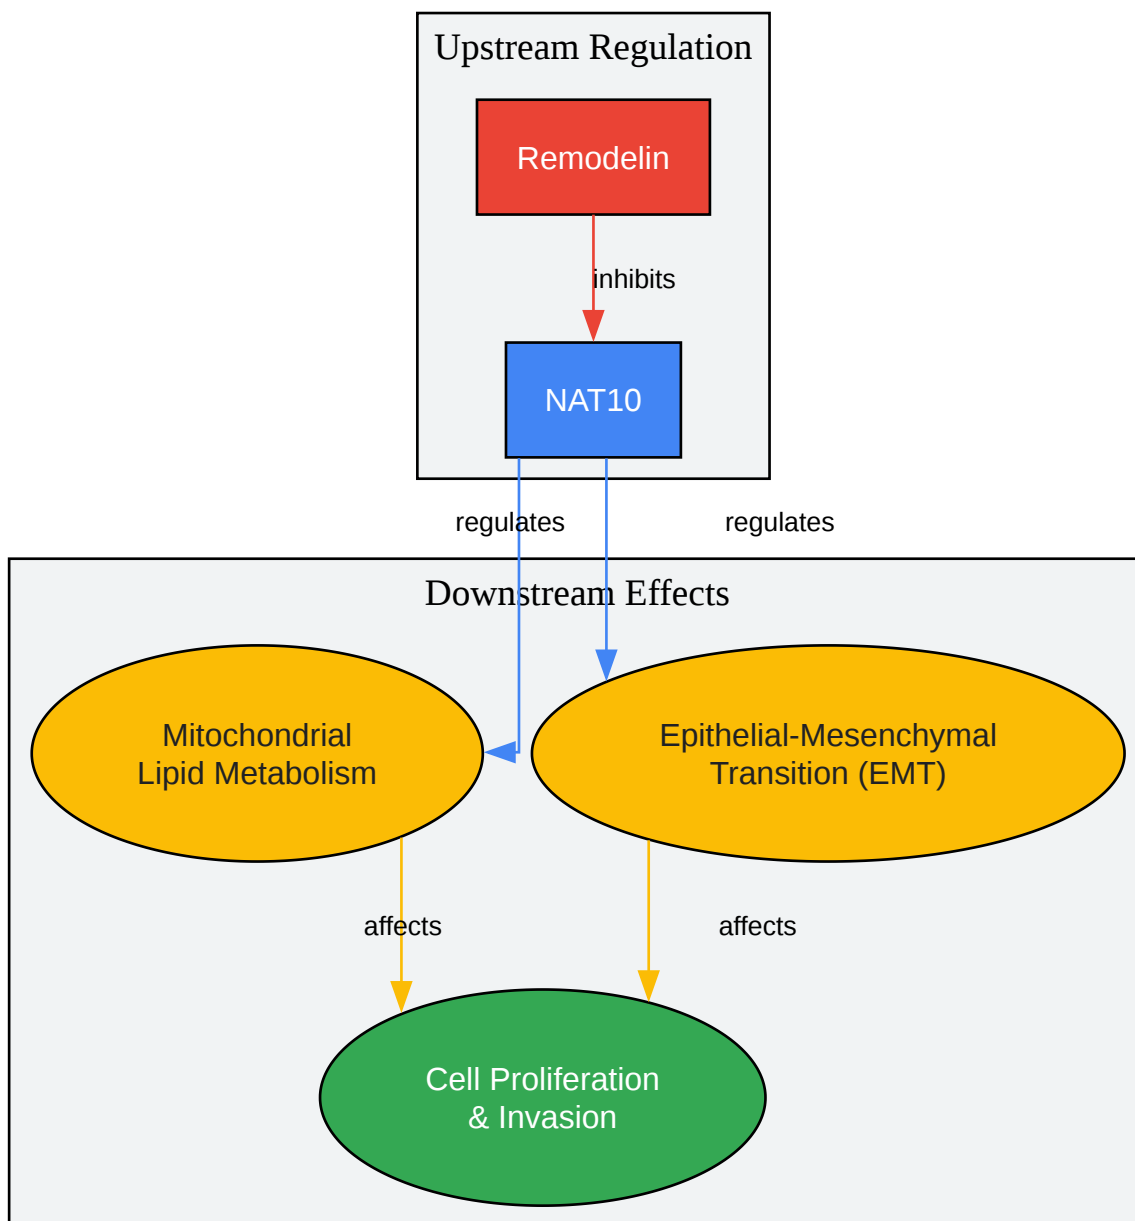 Upstream Regulation
Remodelin
inhibits
NAT10
regulates
regulates
Downstream Effects
Mitochondrial
Lipid Metabolism
Epithelial-Mesenchymal
Transition (EMT)
affects
affects
Cell Proliferation
& Invasion